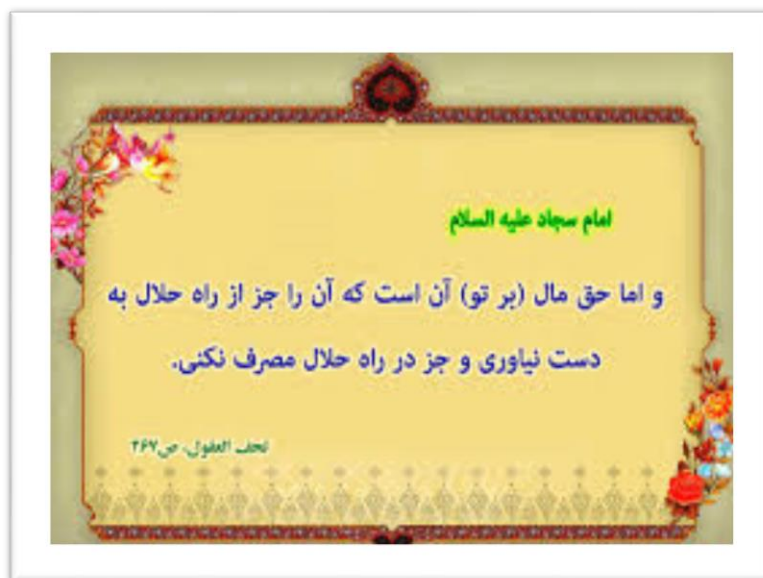 امام سجاد علیه السلام
و اما حق مال (بر تو) آن است که آن را جز از راه حلال به
دست نیاوری و جز در راه حلال مصرف نکنی.
تحف العقول، ص۲۶۷